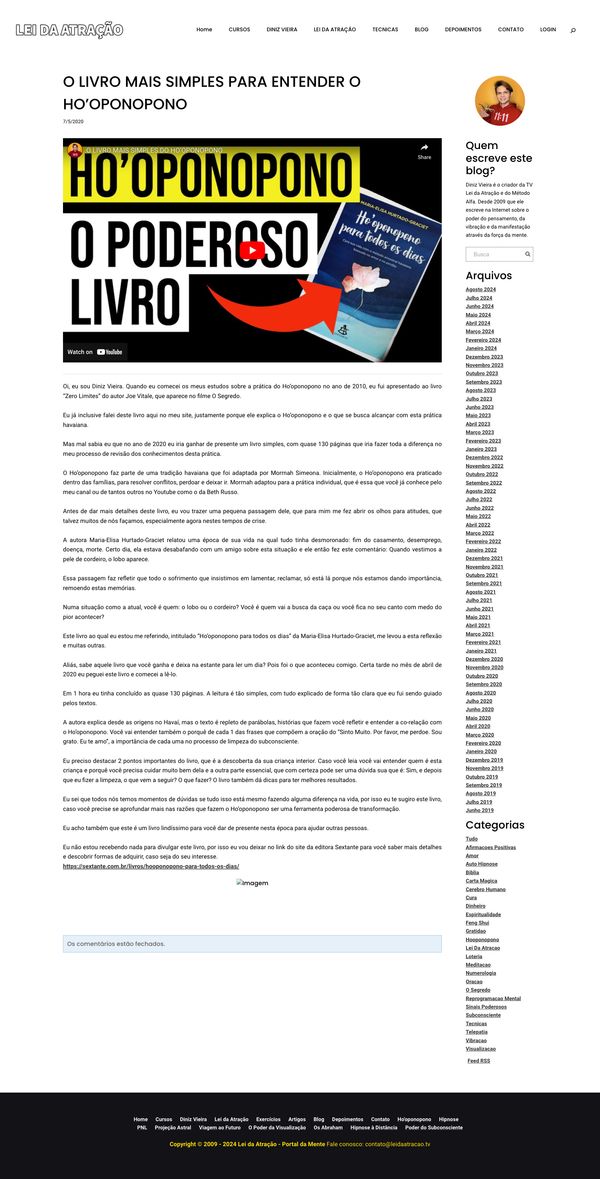 LEI DA ATRAÇÃO
Home CURSOS DINIZ VIEIRA LEI DA ATRAÇÃO TECNICAS BLOG DEPOIMENTOS CONTATO LOGIN
O LIVRO MAIS SIMPLES PARA ENTENDER O
HO’OPONOPONO
7/5/2020
O LIVRO MAIS SIMPLES DO HO'OPONOPONO
Share
HO’OPONOPONO
O PODEROSO
LIVRO
MARIA-ELISA HURTADO-GRACIET
Ho'oponopono
para todos os dias
Watch on YouTube
Oi, eu sou Diniz Vieira. Quando eu comecei os meus estudos sobre a prática do Ho’oponopono no ano de 2010, eu fui apresentado ao livro
“Zero Limites” do autor Joe Vitale, que aparece no filme O Segredo.
Eu já inclusive falei deste livro aqui no meu site, justamente porque ele explica o Ho’oponopono e o que se busca alcançar com esta prática
havaiana.
Mas mal sabia eu que no ano de 2020 eu iria ganhar de presente um livro simples, com quase 130 páginas que iria fazer toda a diferença no
meu processo de revisão dos conhecimentos desta prática.
O Ho’oponopono faz parte de uma tradição havaiana que foi adaptada por Morrnah Simeona. Inicialmente, o Ho’oponopono era praticado
dentro das famílias, para resolver conflitos, perdoar e deixar ir. Morrnah adaptou para a prática individual, que é essa que você já conhece pelo
meu canal ou de tantos outros no Youtube como o da Beth Russo.
Antes de dar mais detalhes deste livro, eu vou trazer uma pequena passagem dele, que para mim me fez abrir os olhos para atitudes, que
talvez muitos de nós façamos, especialmente agora nestes tempos de crise.
A autora Maria-Elisa Hurtado-Graciet relatou uma época de sua vida na qual tudo tinha desmoronado: fim do casamento, desemprego,
doença, morte. Certo dia, ela estava desabafando com um amigo sobre esta situação e ele então fez este comentário: Quando vestimos a
pele de cordeiro, o lobo aparece.
Essa passagem faz refletir que todo o sofrimento que insistimos em lamentar, reclamar, só está lá porque nós estamos dando importância,
remoendo estas memórias.
Numa situação como a atual, você é quem: o lobo ou o cordeiro? Você é quem vai a busca da caça ou você fica no seu canto com medo do
pior acontecer?
Este livro ao qual eu estou me referindo, intitulado “Ho’oponopono para todos os dias” da Maria-Elisa Hurtado-Graciet, me levou a esta reflexão
e muitas outras.
Aliás, sabe aquele livro que você ganha e deixa na estante para ler um dia? Pois foi o que aconteceu comigo. Certa tarde no mês de abril de
2020 eu peguei este livro e comecei a lê-lo.
Em 1 hora eu tinha concluído as quase 130 páginas. A leitura é tão simples, com tudo explicado de forma tão clara que eu fui sendo guiado
pelos textos.
A autora explica desde as origens no Havaí, mas o texto é repleto de parábolas, histórias que fazem você refletir e entender a co-relação com
o Ho’oponopono. Você vai entender também o porquê de cada 1 das frases que compõem a oração do “Sinto Muito. Por favor, me perdoe. Sou
grato. Eu te amo”, a importância de cada uma no processo de limpeza do subconsciente.
Eu preciso destacar 2 pontos importantes do livro, que é a descoberta da sua criança interior. Caso você leia você vai entender quem é esta
criança e porquê você precisa cuidar muito bem dela e a outra parte essencial, que com certeza pode ser uma dúvida sua que é: Sim, e depois
que eu fizer a limpeza, o que vem a seguir? O que fazer? O livro também dá dicas para ter melhores resultados.
Eu sei que todos nós temos momentos de dúvidas se tudo isso está mesmo fazendo alguma diferença na vida, por isso eu te sugiro este livro,
caso você precise se aprofundar mais nas razões que fazem o Ho’oponopono ser uma ferramenta poderosa de transformação.
Eu acho também que este é um livro lindíssimo para você dar de presente nesta época para ajudar outras pessoas.
Eu não estou recebendo nada para divulgar este livro, por isso eu vou deixar no link do site da editora Sextante para você saber mais detalhes
e descobrir formas de adquirir, caso seja do seu interesse.
https://sextante.com.br/livros/hooponopono-para-todos-os-dias/
Imagem
Os comentários estão fechados.
11:11
Quem
escreve este
blog?
Diniz Vieira é o criador da TV
Lei da Atração e do Método
Alfa. Desde 2009 que ele
escreve na Internet sobre o
poder do pensamento, da
vibração e da manifestação
através da força da mente.
Busca
Arquivos
Agosto 2024
Julho 2024
Junho 2024
Maio 2024
Abril 2024
Março 2024
Fevereiro 2024
Janeiro 2024
Dezembro 2023
Novembro 2023
Outubro 2023
Setembro 2023
Agosto 2023
Julho 2023
Junho 2023
Maio 2023
Abril 2023
Março 2023
Fevereiro 2023
Janeiro 2023
Dezembro 2022
Novembro 2022
Outubro 2022
Setembro 2022
Agosto 2022
Julho 2022
Junho 2022
Maio 2022
Abril 2022
Março 2022
Fevereiro 2022
Janeiro 2022
Dezembro 2021
Novembro 2021
Outubro 2021
Setembro 2021
Agosto 2021
Julho 2021
Junho 2021
Maio 2021
Abril 2021
Março 2021
Fevereiro 2021
Janeiro 2021
Dezembro 2020
Novembro 2020
Outubro 2020
Setembro 2020
Agosto 2020
Julho 2020
Junho 2020
Maio 2020
Abril 2020
Março 2020
Fevereiro 2020
Janeiro 2020
Dezembro 2019
Novembro 2019
Outubro 2019
Setembro 2019
Agosto 2019
Julho 2019
Junho 2019
Categorias
Tudo
Afirmacoes Positivas
Amor
Auto Hipnose
Biblia
Carta Magica
Cerebro Humano
Cura
Dinheiro
Espiritualidade
Feng Shui
Gratidao
Hooponopono
Lei Da Atracao
Loteria
Meditacao
Numerologia
Oracao
O Segredo
Reprogramacao Mental
Sinais Poderosos
Subconsciente
Tecnicas
Telepatia
Vibracao
Visualizacao
Feed RSS
Home Cursos Diniz Vieira Lei da Atração Exercícios Artigos Blog Depoimentos Contato Ho'oponopono Hipnose
PNL Projeção Astral Viagem ao Futuro O Poder da Visualização Os Abraham Hipnose à Distância Poder do Subconsciente
Copyright © 2009 - 2024 Lei da Atração - Portal da Mente Fale conosco: contato@leidaatracao.tv